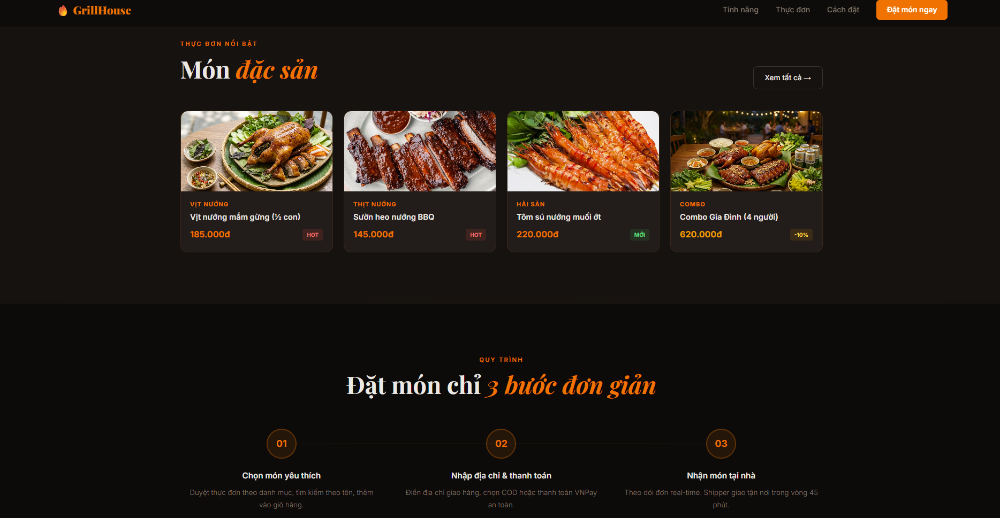 GrillHouse
Tính năng
Thực đơn
Cách đặt
Đặt món ngay
THỰC ĐƠN NỔI BẬT
Món đặc sản
Xem tất cả →
VỊT NƯỚNG
Vịt nướng mắm gừng (½ con)
185.000đ
HOT
THỊT NƯỚNG
Sườn heo nướng BBQ
145.000đ
HOT
HẢI SẢN
Tôm sú nướng muối ớt
220.000đ
MỚI
COMBO
Combo Gia Đình (4 người)
620.000đ
-10%
QUY TRÌNH
Đặt món chỉ 3 bước đơn giản
01
Chọn món yêu thích
Duyệt thực đơn theo danh mục, tìm kiếm theo tên, thêm
vào giỏ hàng.
02
Nhập địa chỉ & thanh toán
Điền địa chỉ giao hàng, chọn COD hoặc thanh toán VNPay
an toàn.
03
Nhận món tại nhà
Theo dõi đơn real-time. Shipper giao tận nơi trong vòng 45
phút.